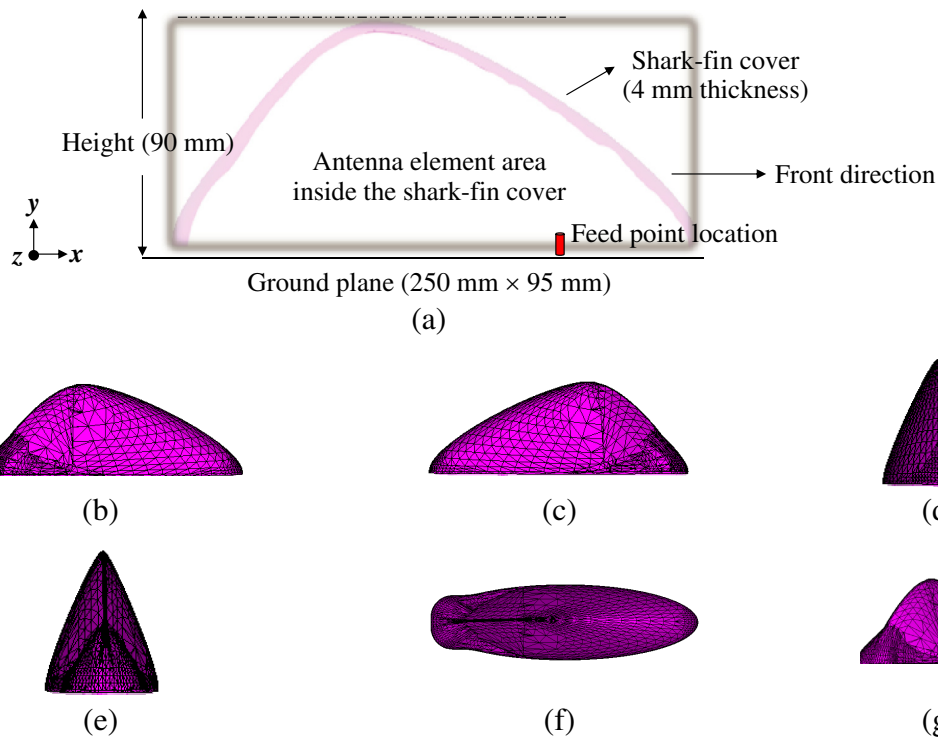 Shark-fin cover
(4 mm thickness)
Height (90 mm)
Antenna element area
inside the shark-fin cover
Front direction
y
z
x
Feed point location
Ground plane (250 mm × 95 mm)
(a)
(b)
(c)
(e)
(f)